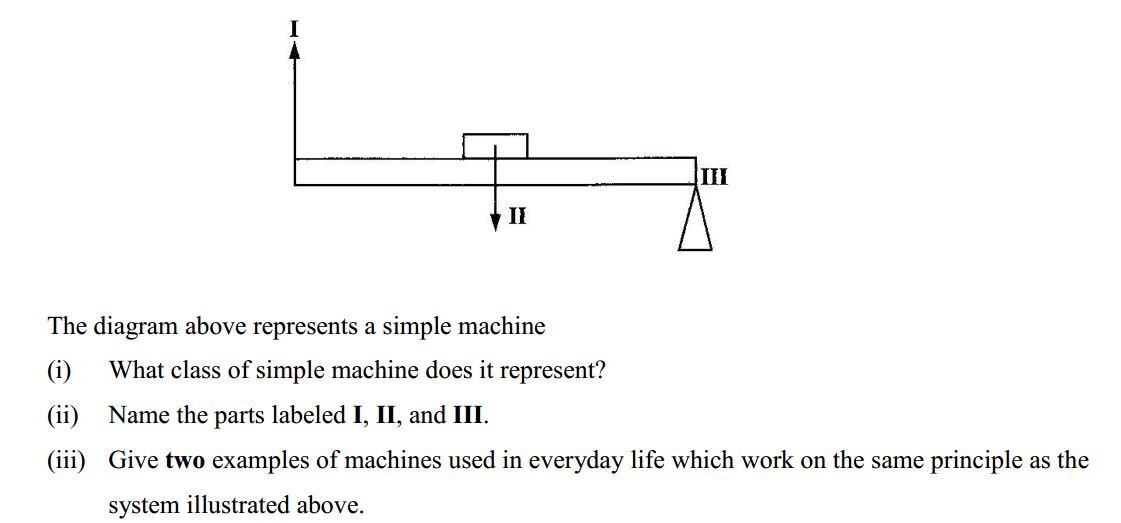 I
III
II
The diagram above represents a simple machine
(i) What class of simple machine does it represent?
(ii) Name the parts labeled I, II, and III.
(iii) Give two examples of machines used in everyday life which work on the same principle as the
system illustrated above.